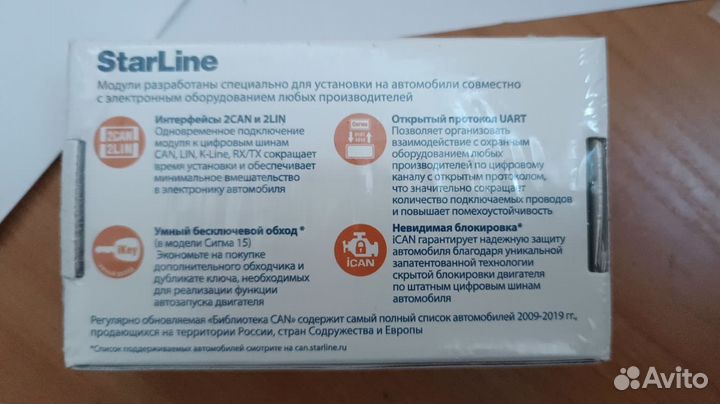 StarLine
Модули разработаны специально для установки на автомобили совместно
с электронным оборудованием любых производителей
2CAN
2LIN
Интерфейсы 2CAN и 2LIN
Одновременное подключение
модуля к цифровым шинам
CAN, LIN, K-Line, RX/TX сокращает
время установки и обеспечивает
минимальное вмешательство
в электронику автомобиля
Сигма
Открытый протокол UART
Позволяет организовать
взаимодействие с охранным
оборудованием любых
производителей по цифровому
каналу с открытым протоколом,
что значительно сокращает
количество подключаемых проводов
и повышает помехоустойчивость
iKey
Умный бесключевой обход *
(в модели Сигма 15)
Экономьте на покупке
дополнительного обходчика и
дубликате ключа, необходимых
для реализации функции
автозапуска двигателя
iCAN
Невидимая блокировка*
iCAN гарантирует надежную защиту
автомобиля благодаря уникальной
запатентованной технологии
скрытой блокировки двигателя
по штатным цифровым шинам
автомобиля
Регулярно обновляемая «Библиотека CAN» содержит самый полный список автомобилей 2009-2019 гг.,
продающихся на территории России, стран Содружества и Европы
*Список поддерживаемых автомобилей смотрите на can.starline.ru
Avito